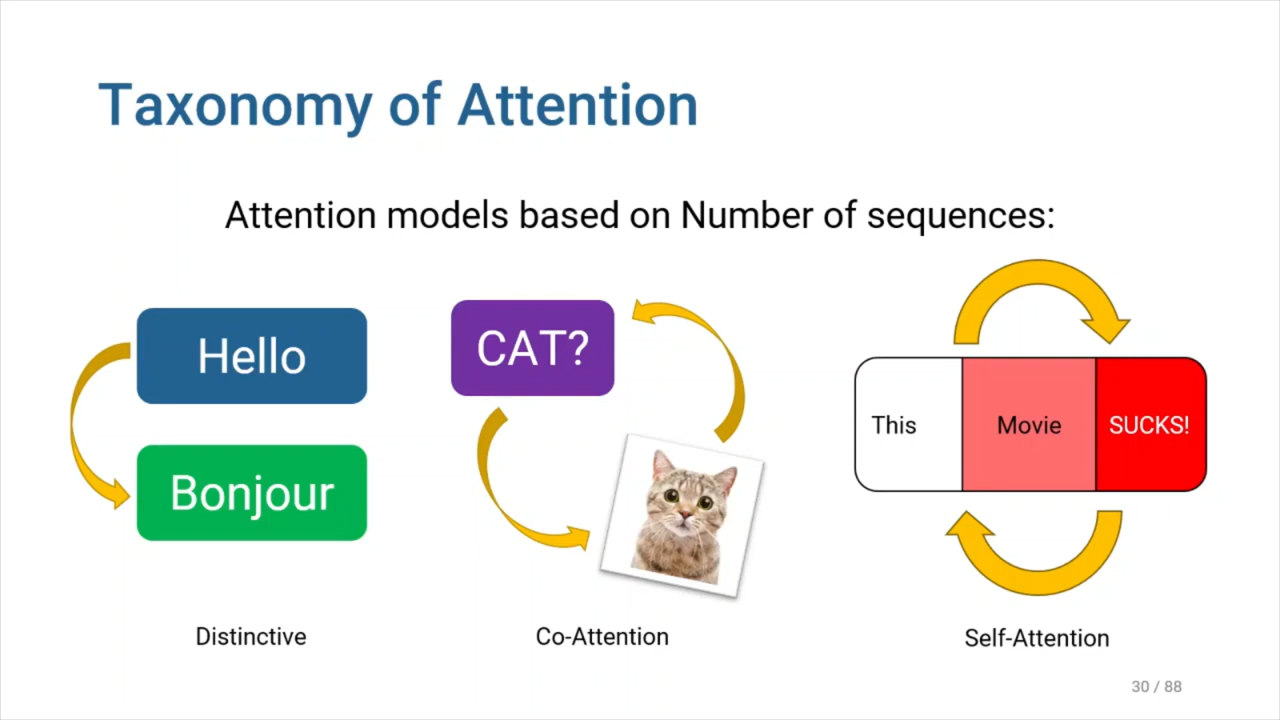 Taxonomy of Attention
Attention models based on Number of sequences:
Hello
Bonjour
Distinctive
CAT?
Co-Attention
This Movie SUCKS!
Self-Attention
30 / 88